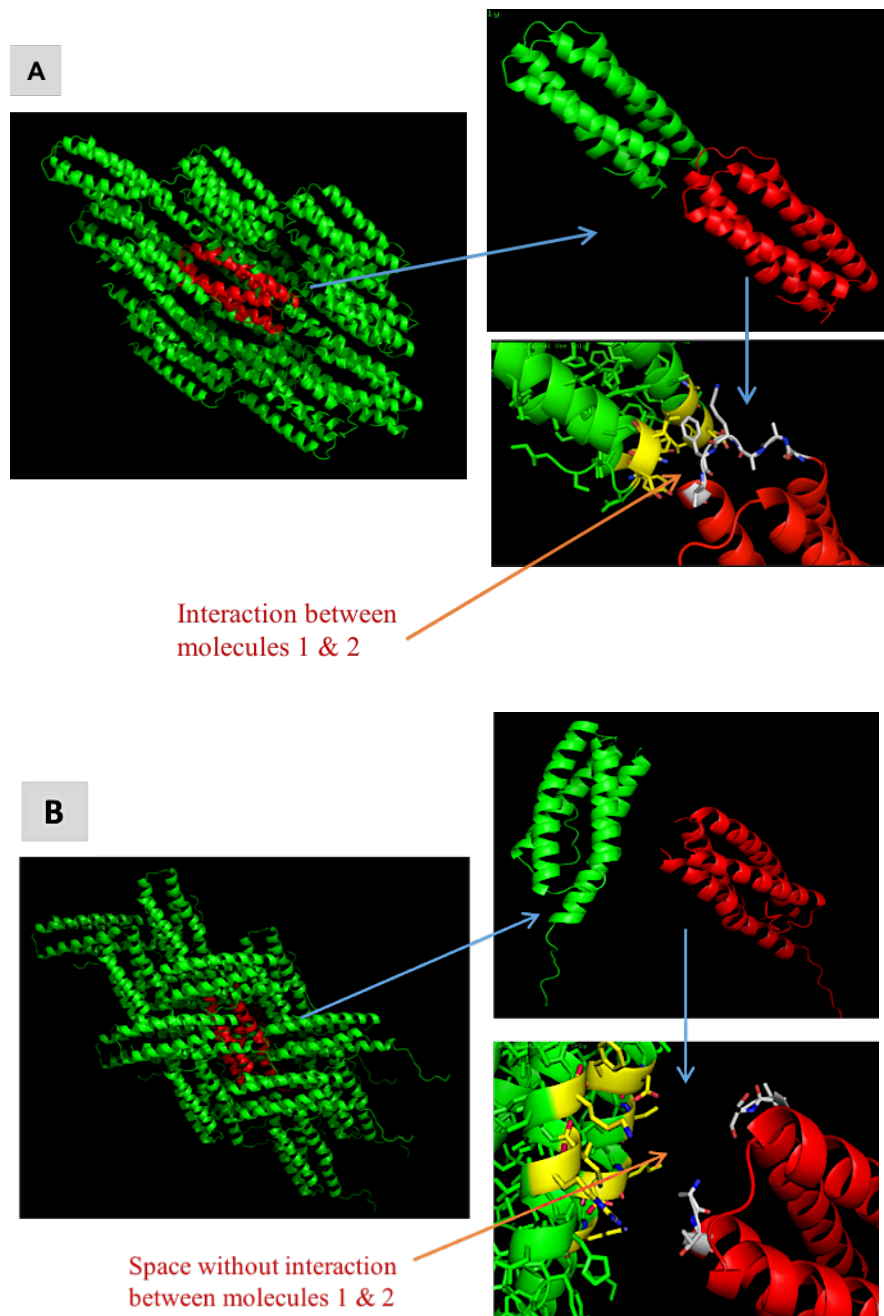 A
Interaction between
molecules 1 & 2
B
Space without interaction
between molecules 1 & 2